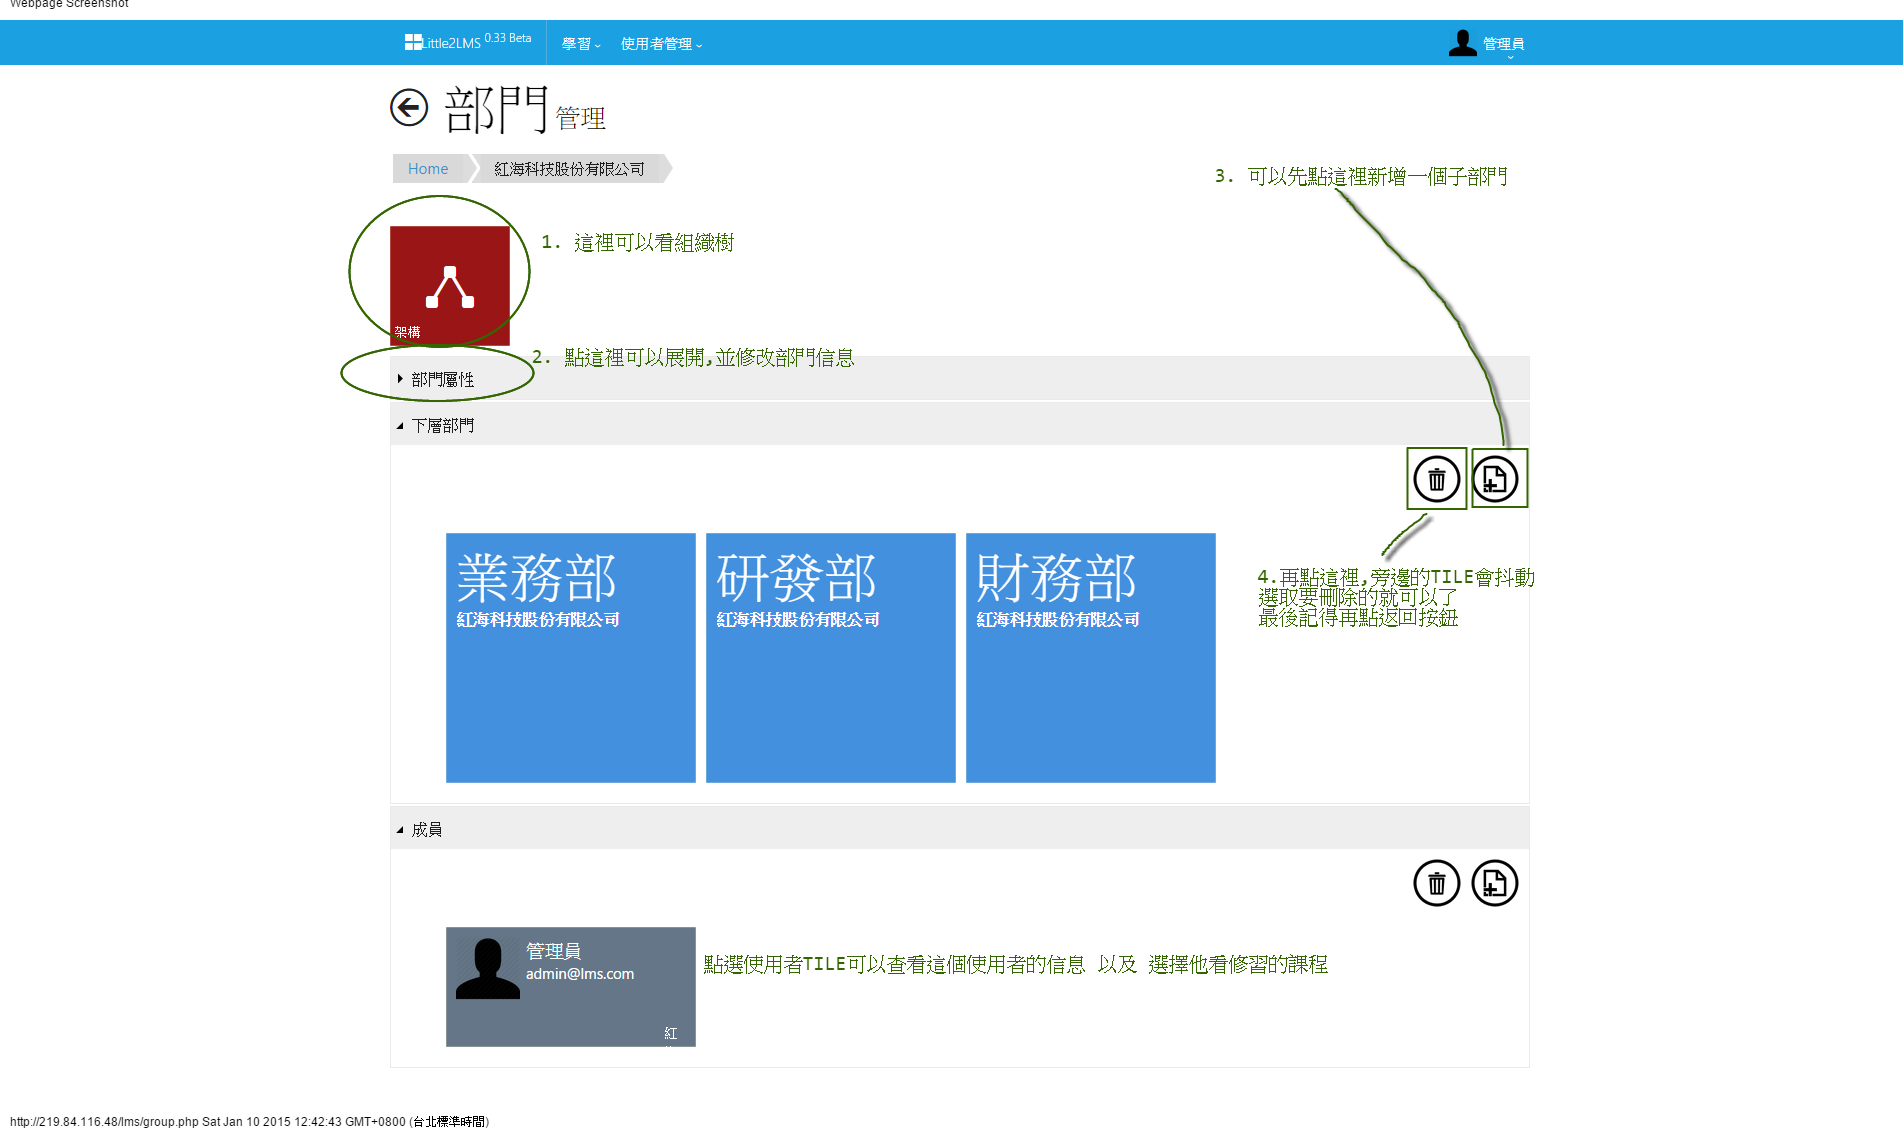 Webpage Screenshot
Little2LMS 0.33 Beta
學習
使用者管理
管理員
部門管理
Home
紅海科技股份有限公司
3. 可以先點這裡新增一個子部門
1. 這裡可以看組織樹
架構
2. 點這裡可以展開,並修改部門信息
部門屬性
下層部門
業務部
紅海科技股份有限公司
研發部
紅海科技股份有限公司
財務部
紅海科技股份有限公司
4.再點這裡,旁邊的TILE會抖動
選取要刪除的就可以了
最後記得再點返回按鈕
成員
管理員
admin@lms.com
紅
點選使用者TILE可以查看這個使用者的信息 以及 選擇他看修習的課程
http://219.84.116.48/lms/group.php Sat Jan 10 2015 12:42:43 GMT+0800 (台北標準時間)